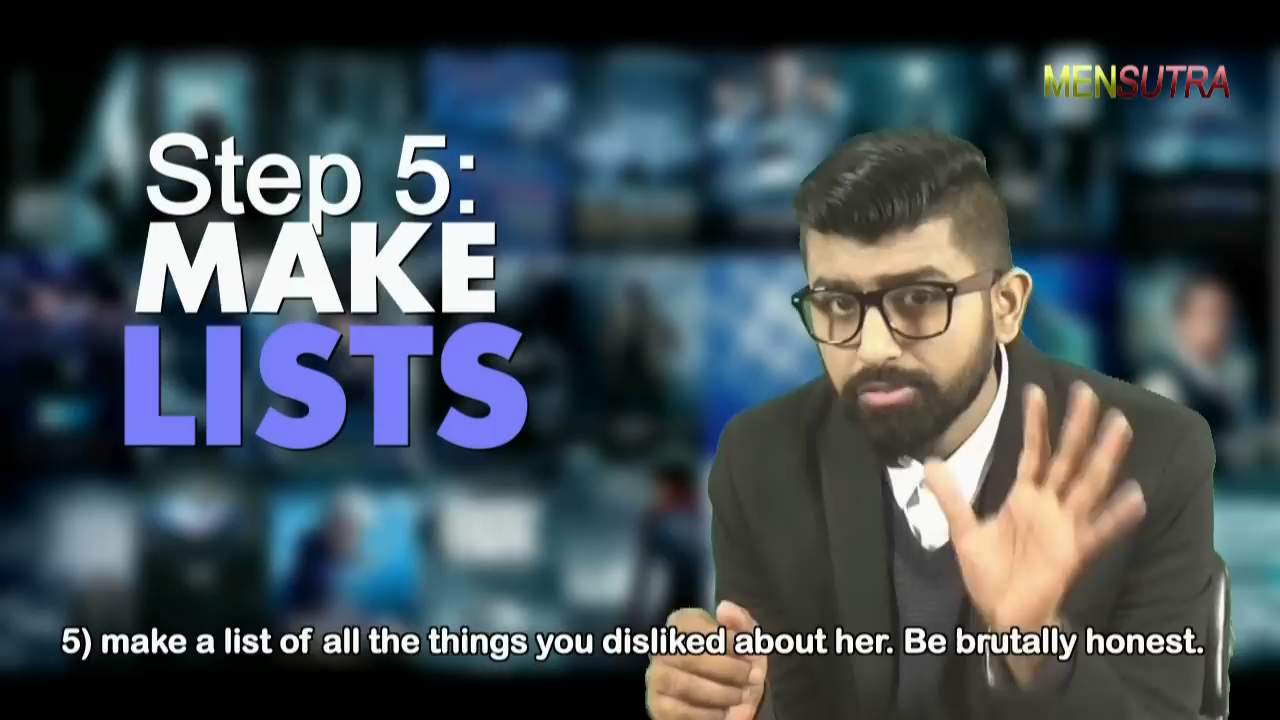 MENSUTRA
Step 5:
MAKE
LISTS
5) make a list of all the things you disliked about her. Be brutally honest.